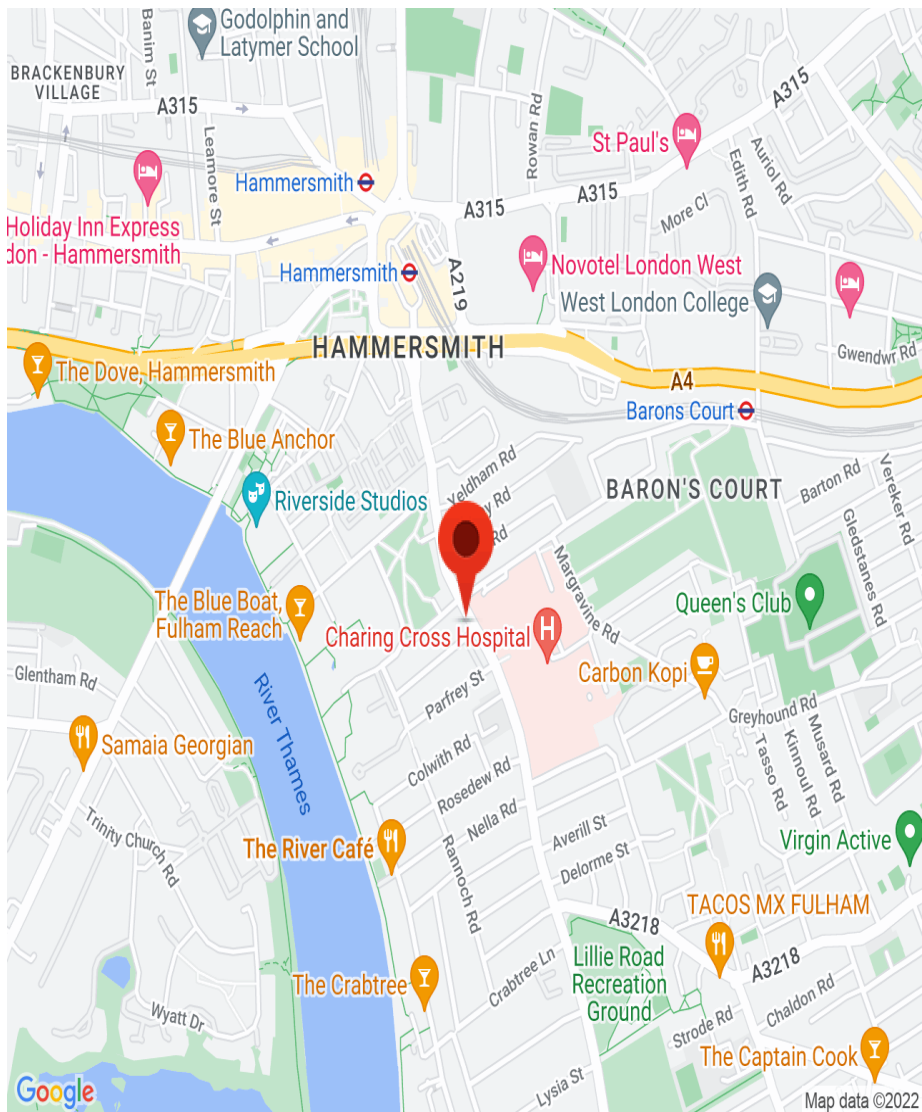 Godolphin and
Latymer School
Banim St
BRACKENBURY
VILLAGE
A315
Leamore St
Rowan Rd
St Paul's
A315
Auriol Rd
Edith Rd
Hammersmith
A315
A315
More Cl
Holiday Inn Express
don - Hammersmith
Hammersmith
A219
Novotel London West
West London College
HAMMERSMITH
Gwendwr Rd
The Dove, Hammersmith
A4
Barons Court
The Blue Anchor
Yeldham Rd
BARON'S COURT
Barton Rd
Vereker Rd
Riverside Studios
Rd
Rd
Gledstanes Rd
Margravine Rd
The Blue Boat,
Fulham Reach
Queen's Club
Charing Cross Hospital
H
Glentham Rd
Parfrey St
Carbon Kopi
River Thames
Greyhound Rd
Musard Rd
Kinnoul Rd
Tasso Rd
Samaia Georgian
Colwith Rd
Rosedew Rd
Nella Rd
Trinity Church Rd
The River Café
Rannoch Rd
Averill St
Delorme St
Virgin Active
A3218
TACOS MX FULHAM
Lillie Road
Recreation
Ground
A3218
The Crabtree
Crabtree Ln
Chaldon Rd
Wyatt Dr
Strode Rd
The Captain Cook
Lysia St
Google
Map data ©2022